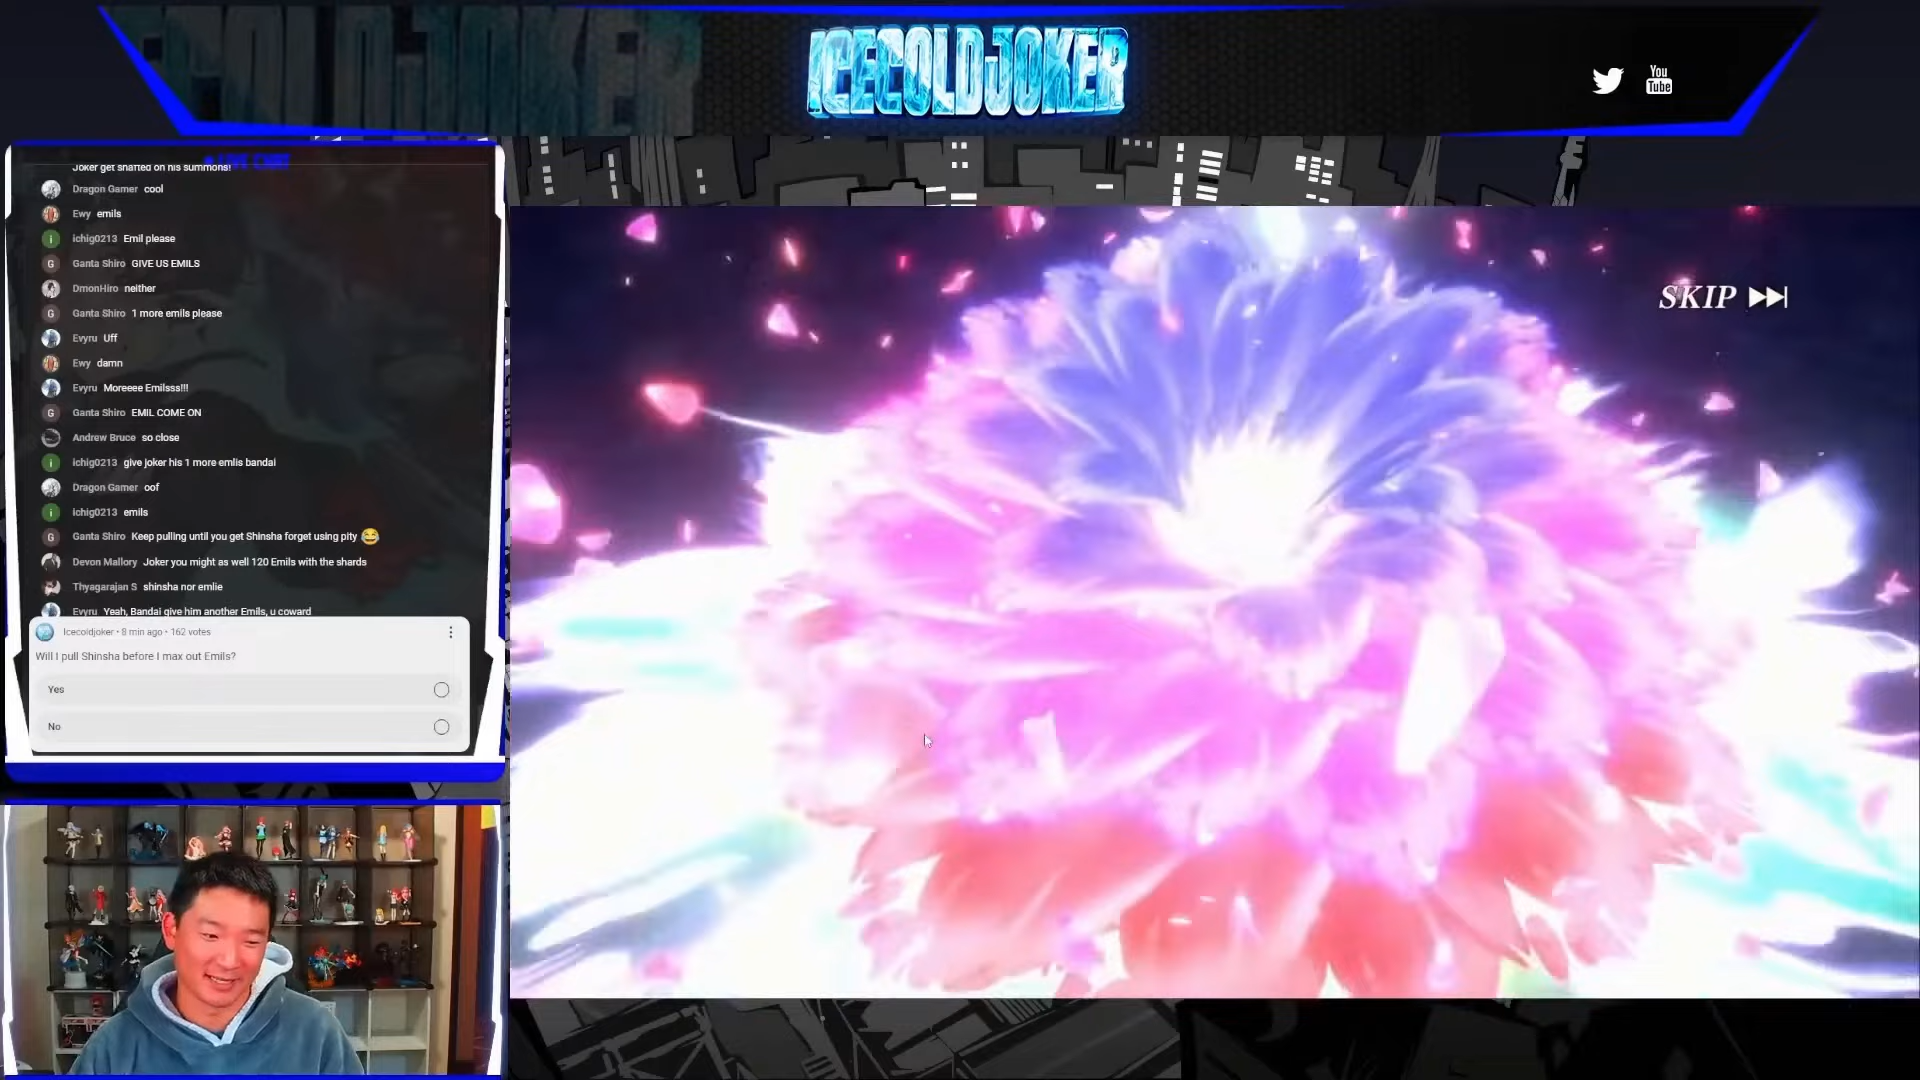 ICECOLDJOKER
You
Tube
LIVE CHAT
Joker get shafted on his summons!
Dragon Gamer cool
Ewy emils
ichig0213 Emil please
Ganta Shiro GIVE US EMILS
DmonHiro neither
Ganta Shiro 1 more emils please
Evyru Uff
Ewy damn
Evyru Moreeee Emilsss!!!
Ganta Shiro EMIL COME ON
Andrew Bruce so close
ichig0213 give joker his 1 more emlis bandai
Dragon Gamer oof
ichig0213 emils
Ganta Shiro Keep pulling until you get Shinsha forget using pity 😂
Devon Mallory Joker you might as well 120 Emils with the shards
Thyagarajan S shinsha nor emlie
Evyru Yeah, Bandai give him another Emils, u coward
Icecoldjoker • 8 min ago • 162 votes
Will I pull Shinsha before I max out Emils?
Yes
No
SKIP